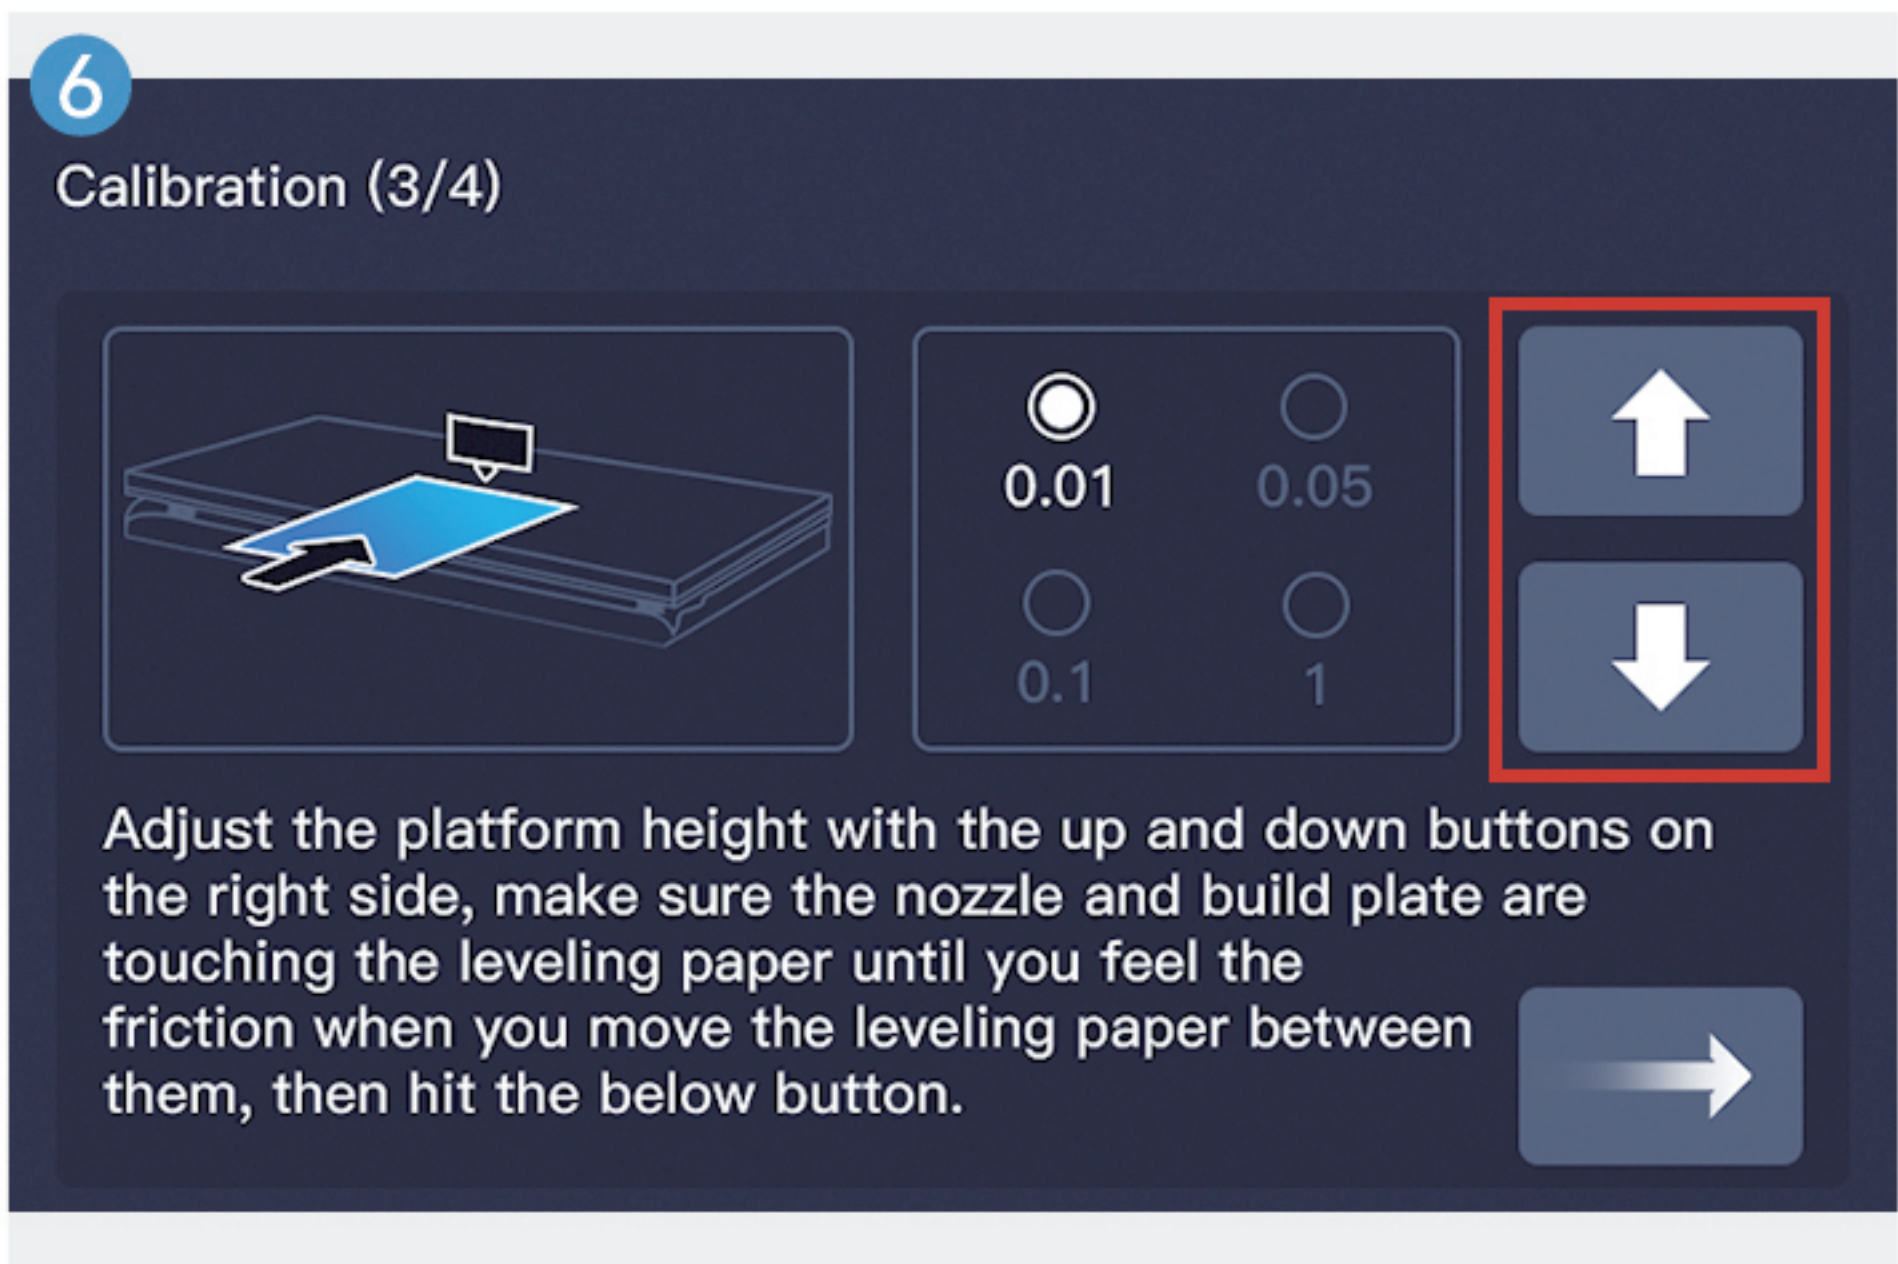 6
Calibration (3/4)
0.01
0.05
0.1
1
Adjust the platform height with the up and down buttons on
the right side, make sure the nozzle and build plate are
touching the leveling paper until you feel the
friction when you move the leveling paper between
them, then hit the below button.